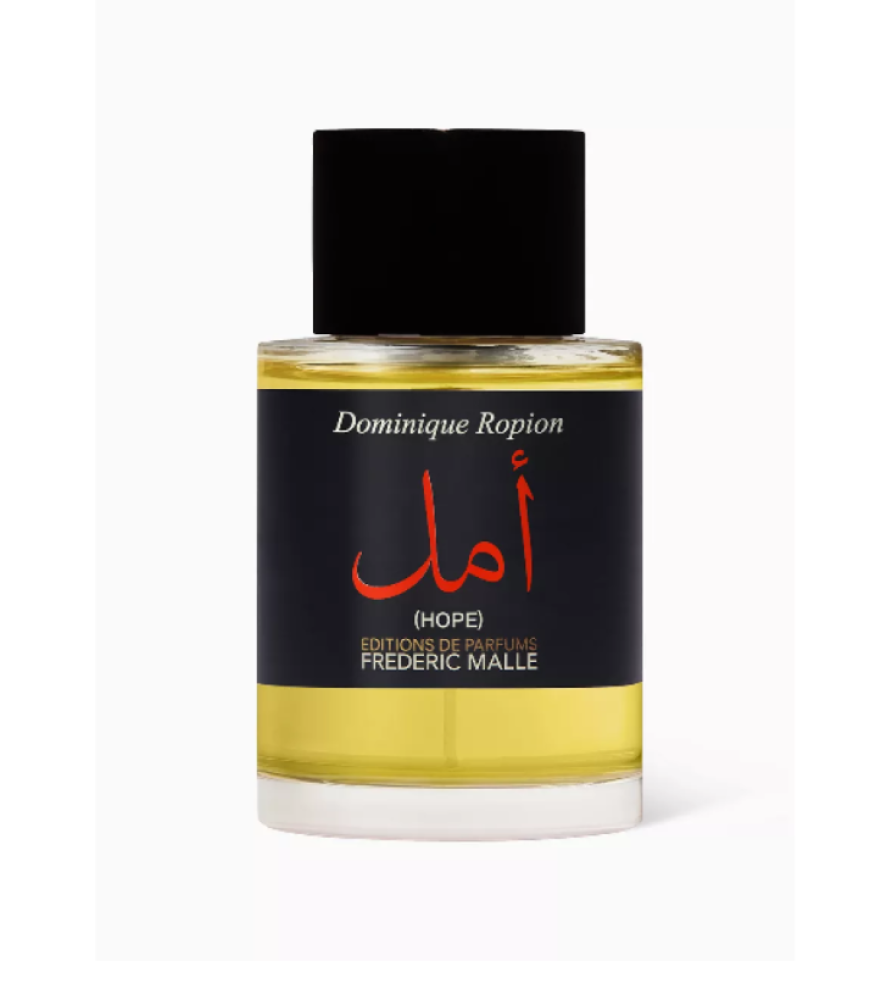 Dominique Ropion
أمل
(HOPE)
EDITIONS DE PARFUMS
FREDERIC MALLE